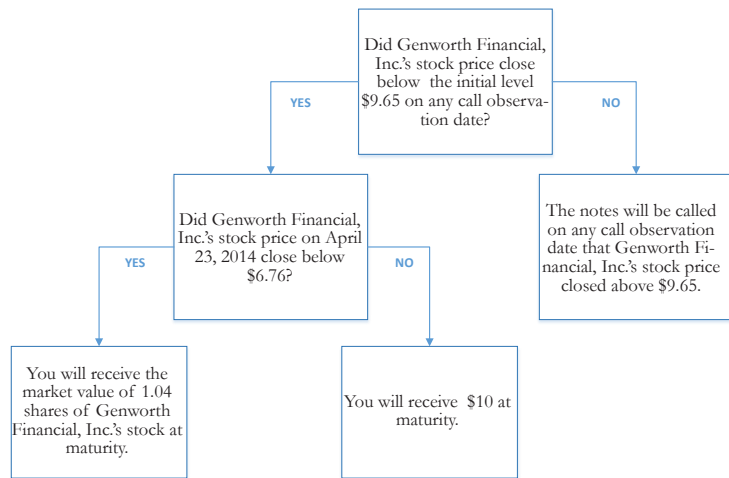 Did Genworth Financial,
Inc.'s stock price close
below the initial level
$9.65 on any call observa-
tion date?
YES
NO
Did Genworth Financial,
Inc.'s stock price on April
23, 2014 close below
$6.76?
The notes will be called
on any call observation
date that Genworth Fi-
nancial, Inc.'s stock price
closed above $9.65.
YES
NO
You will receive the
market value of 1.04
shares of Genworth
Financial, Inc.'s stock at
maturity.
You will receive $10 at
maturity.